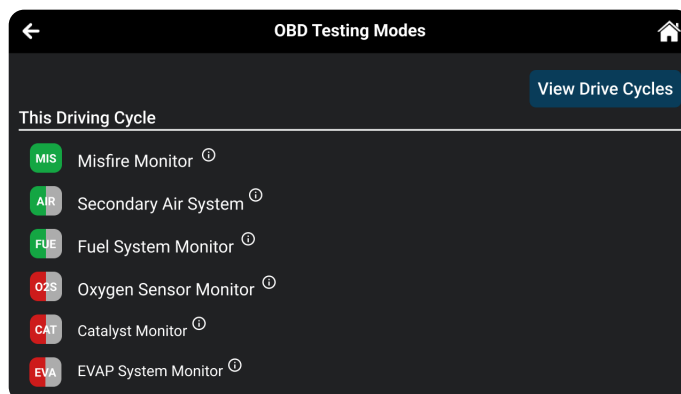 OBD Testing Modes
View Drive Cycles
This Driving Cycle
MIS Misfire Monitor
AIR Secondary Air System
FUE Fuel System Monitor
O2S Oxygen Sensor Monitor
CAT Catalyst Monitor
EVA EVAP System Monitor